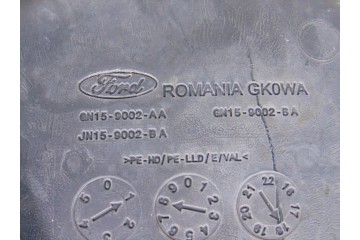 Ford ROMANIA GK0WA
GN15-9002-AA GN15-9002-BA
JN15-9002-BA
>PE-HD/PE-LLD/E/VAL<